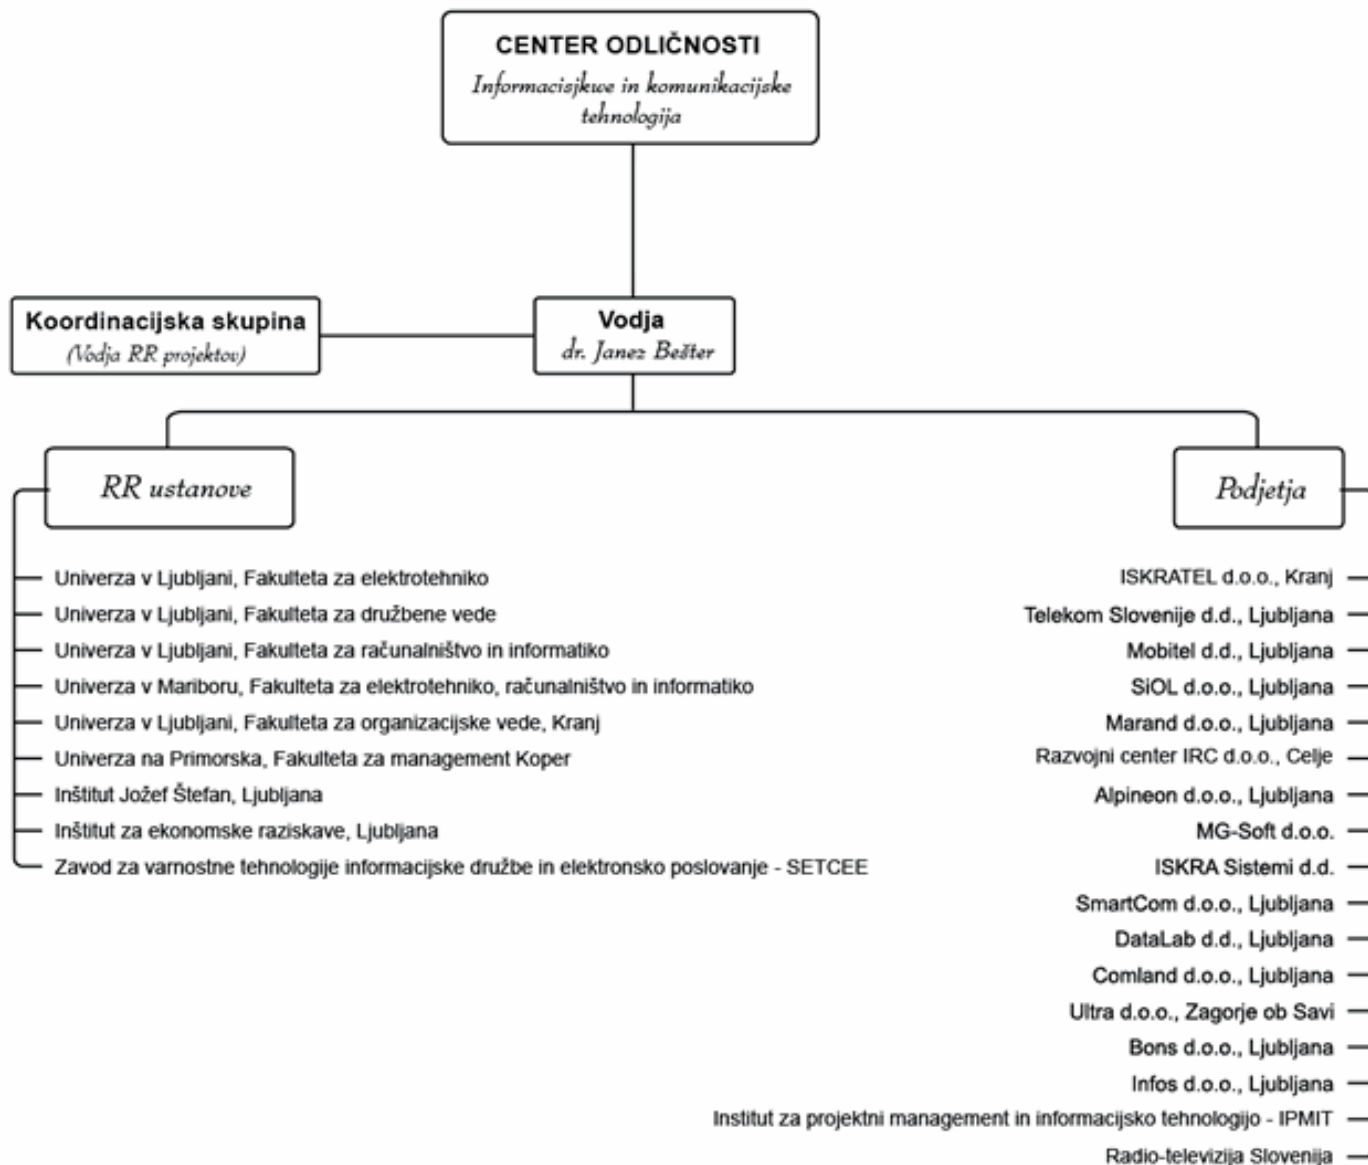 CENTER ODLIČNOSTI
Informacisjkwe in komunikacijske
tehnologija
Koordinacijska skupina
(Vodja RR projektov)
Vodja
dr. Janez Bešter
RR ustanove
Univerza v Ljubljani, Fakulteta za elektrotehniko
Univerza v Ljubljani, Fakulteta za družbene vede
Univerza v Ljubljani, Fakulteta za računalništvo in informatiko
Univerza v Mariboru, Fakulteta za elektrotehniko, računalništvo in informatiko
Univerza v Ljubljani, Fakulteta za organizacijske vede, Kranj
Univerza na Primorska, Fakulteta za management Koper
Inštitut Jožef Štefan, Ljubljana
Inštitut za ekonomske raziskave, Ljubljana
Zavod za varnostne tehnologije informacijske družbe in elektronsko poslovanje - SETCEE
Podjetja
ISKRATEL d.o.o., Kranj
Telekom Slovenije d.d., Ljubljana
Mobitel d.d., Ljubljana
SiOL d.o.o., Ljubljana
Marand d.o.o., Ljubljana
Razvojni center IRC d.o.o., Celje
Alpineon d.o.o., Ljubljana
MG-Soft d.o.o.
ISKRA Sistemi d.d.
SmartCom d.o.o., Ljubljana
DataLab d.d., Ljubljana
Comland d.o.o., Ljubljana
Ultra d.o.o., Zagorje ob Savi
Bons d.o.o., Ljubljana
Infos d.o.o., Ljubljana
Institut za projektni management in informacijsko tehnologijo - IPMIT
Radio-televizija Slovenija